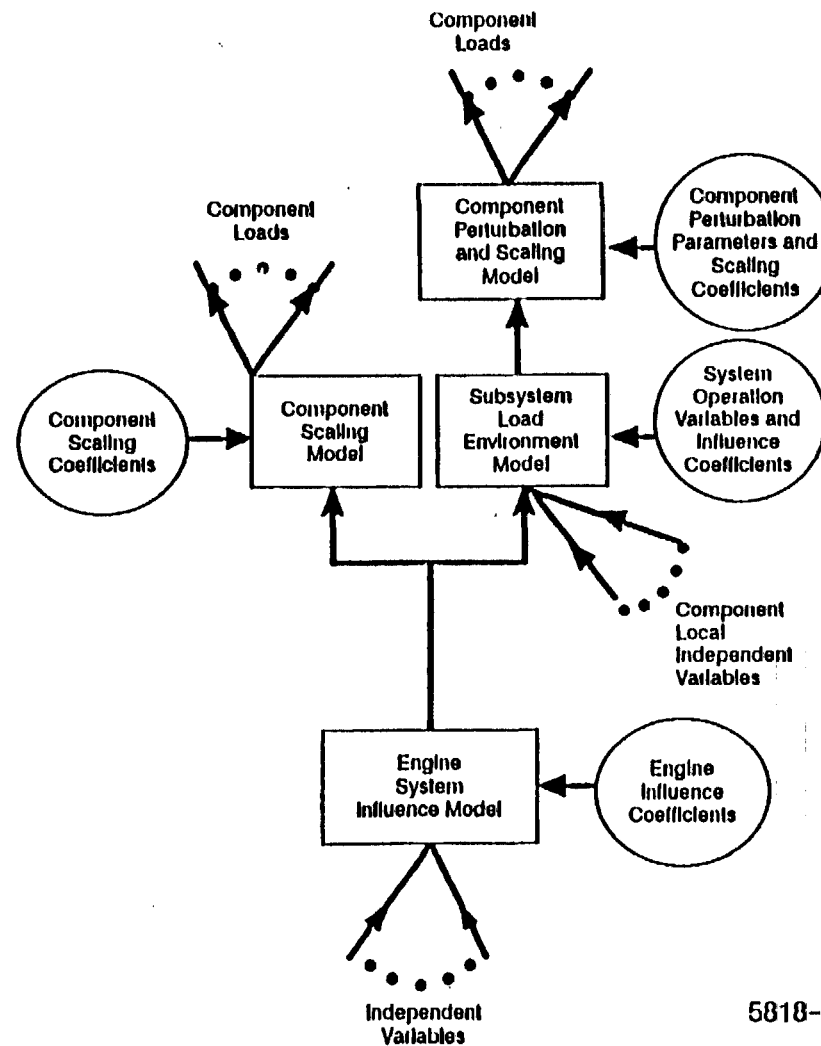 Component
Loads
Component
Perturbation
and Scaling
Model
Component
Perturbation
Parameters and
Scaling
Coefficients
Component
Loads
Component
Scaling
Coefficients
Component
Scaling
Model
Subsystem
Load
Environment
Model
System
Operation
Variables and
Influence
Coefficients
Component
Local
Independent
Variables
Engine
System
Influence Model
Engine
Influence
Coefficients
Independent
Variables
5818-